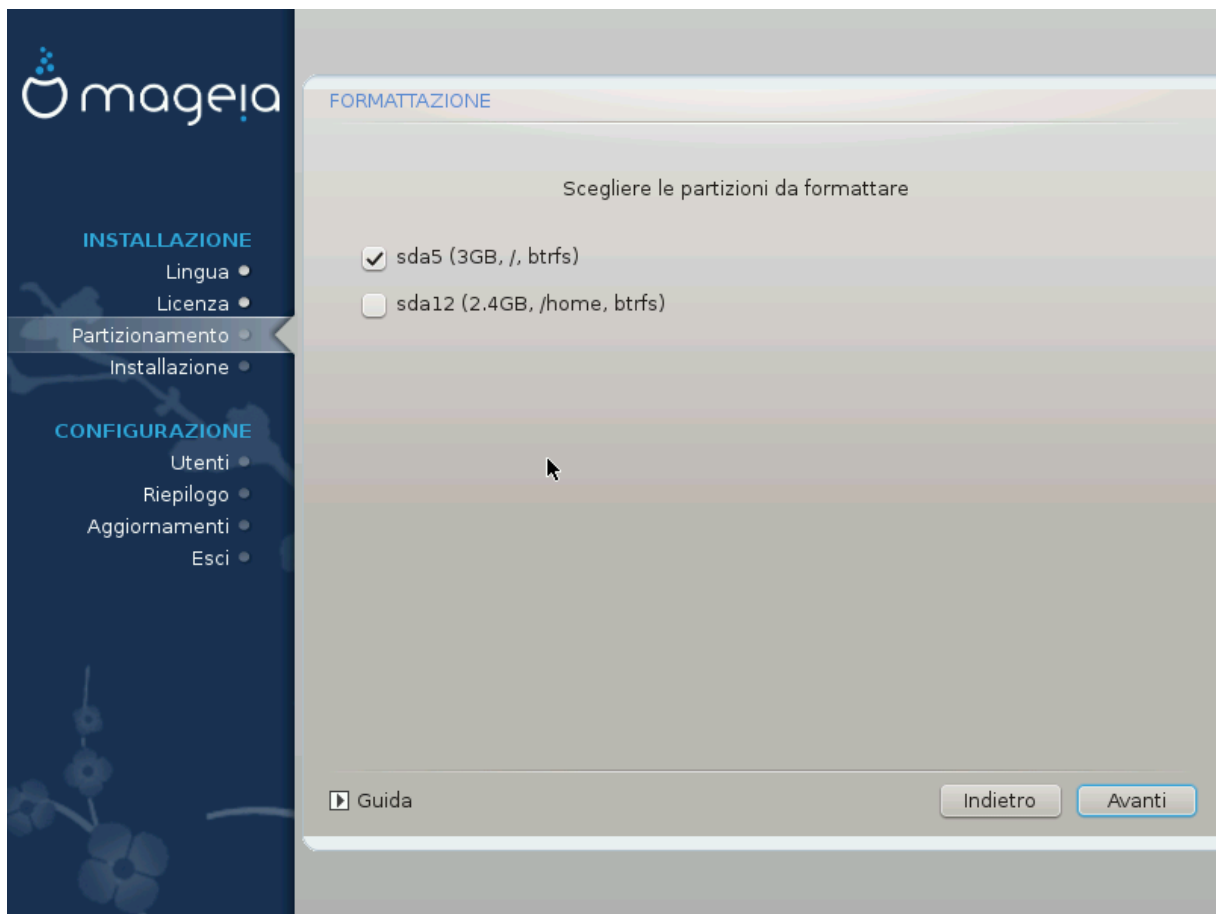 mageia
INSTALLAZIONE
Lingua
Licenza
Partizionamento
Installazione
CONFIGURAZIONE
Utenti
Riepilogo
Aggiornamenti
Esci
FORMATTAZIONE
Scegliere le partizioni da formattare
sda5 (3GB, /, btrfs)
sda12 (2.4GB, /home, btrfs)
Guida
Indietro
Avanti